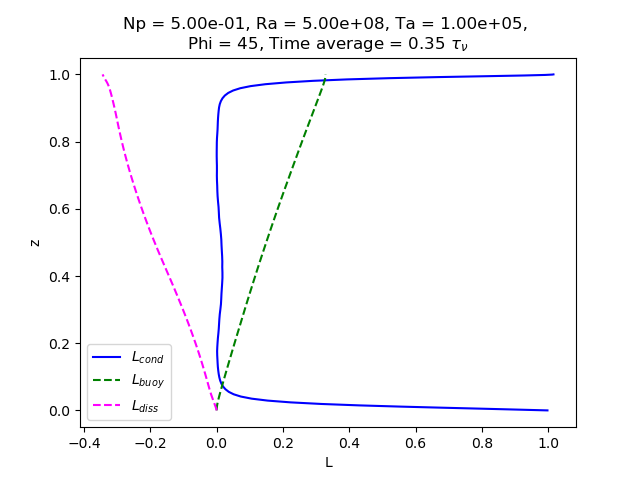 Np = 5.00e-01, Ra = 5.00e+08, Ta = 1.00e+05,
Phi = 45, Time average = 0.35 τ_ν
1.0
0.8
0.6
z
0.4
0.2
0.0
L_cond
L_buoy
L_diss
−0.4 −0.2 0.0 0.2 0.4 0.6 0.8 1.0
L